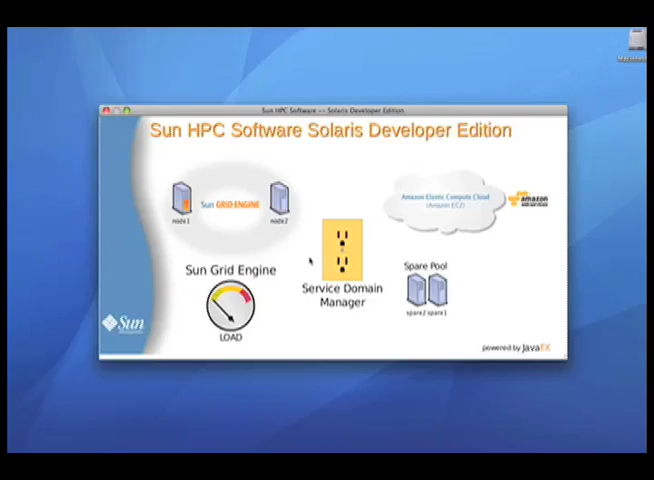 Sun HPC Software -- Solaris Developer Edition
Sun HPC Software Solaris Developer Edition
Sun GRID ENGINE
node1
node2
Amazon Elastic Compute Cloud
(Amazon EC2)
amazon
web services
Sun Grid Engine
LOAD
Service Domain
Manager
Spare Pool
spare2 spare1
Sun
powered by JavaFX